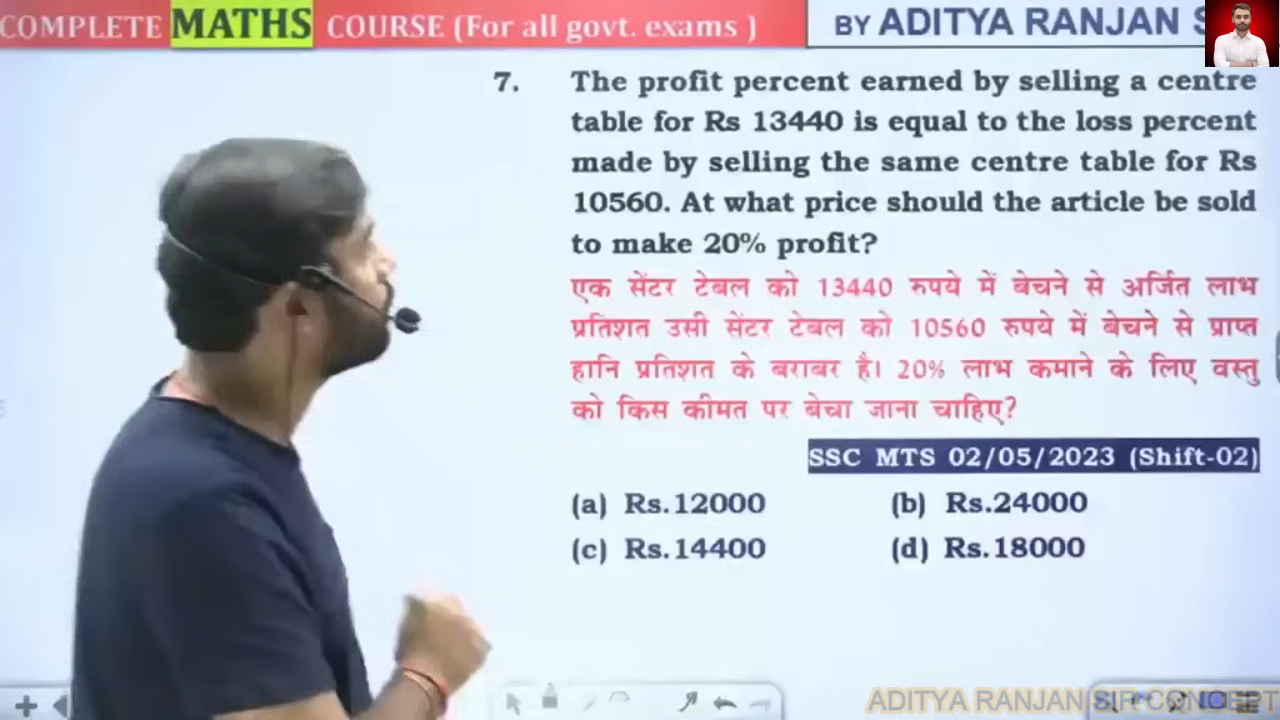 COMPLETE MATHS COURSE (For all govt. exams )
BY ADITYA RANJAN S
7. The profit percent earned by selling a centre
table for Rs 13440 is equal to the loss percent
made by selling the same centre table for Rs
10560. At what price should the article be sold
to make 20% profit?
एक सेंटर टेबल को 13440 रुपये में बेचने से अर्जित लाभ
प्रतिशत उसी सेंटर टेबल को 10560 रुपये में बेचने से प्राप्त
हानि प्रतिशत के बराबर है। 20% लाभ कमाने के लिए वस्तु
को किस कीमत पर बेचा जाना चाहिए?
SSC MTS 02/05/2023 (Shift-02)
(a) Rs.12000 (b) Rs.24000
(c) Rs.14400 (d) Rs.18000
ADITYA RANJAN SIR CONCEPT